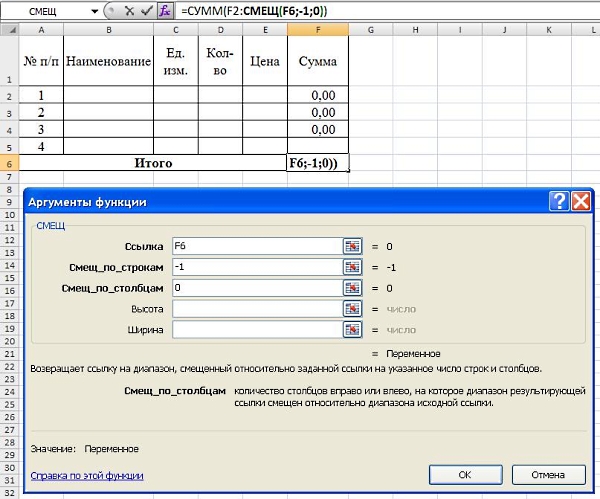 СМЕЩ =СУММ(F2:СМЕЩ(F6;-1;0))
A B C D E F G H I J K L
1 № п/п Наименование Ед. изм. Кол-во Цена Сумма
2 1 0,00
3 2 0,00
4 3 0,00
5 4
6 Итого F6;-1;0))
7
8
9 Аргументы функции
10
11 СМЕЩ
12 Ссылка F6 = 0
13
14 Смещ_по_строкам -1 = -1
15
16 Смещ_по_столбцам 0 = 0
17
18 Высота = число
19 Ширина = число
20
21 = Переменное
22 Возвращает ссылку на диапазон, смещенный относительно заданной ссылки на указанное число строк и столбцов.
23
24 Смещ_по_столбцам количество столбцов вправо или влево, на которое диапазон результирующей
25 ссылки смещен относительно диапазона исходной ссылки.
26
27
28
29 Значение: Переменное
30
31 Справка по этой функции ОК Отмена
32